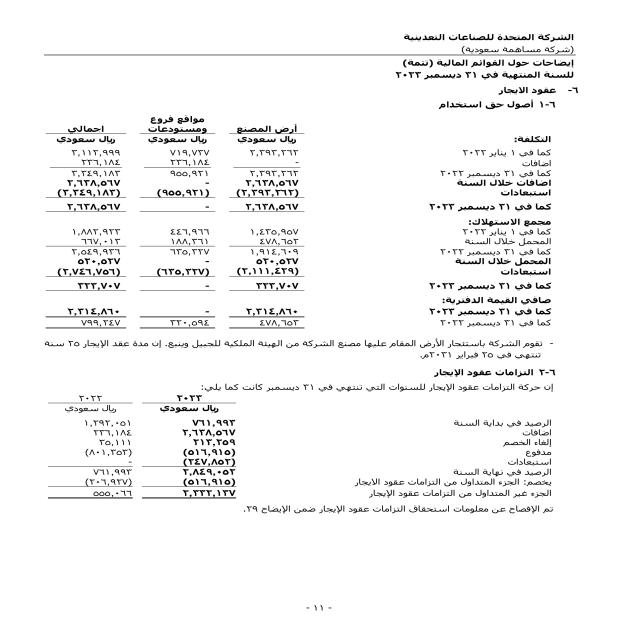 الشركة المتحدة للصناعات التعدينية
(شركة مساهمة سعودية)
إيضاحات حول القوائم المالية (تتمة)
للسنة المنتهية في ٣١ ديسمبر ٢٠٢٣
٦- عقود الايجار
٦-١ أصول حق استخدام
أرض المصنع مواقع فروع ومستودعات اجمالي
التكلفة: ريال سعودي ريال سعودي ريال سعودي
كما في ١ يناير ٢٠٢٢ ٢,٣٩٣,٢٦٢ ٧١٩,٧٣٧ ٣,١١٢,٩٩٩
اضافات - ٢٣٦,١٨٤ ٢٣٦,١٨٤
كما في ٣١ ديسمبر ٢٠٢٢ ٢,٣٩٣,٢٦٢ ٩٥٥,٩٢١ ٣,٣٤٩,١٨٣
اضافات خلال السنة ٢,٦٣٨,٥٦٧ - ٢,٦٣٨,٥٦٧
استبعادات (٢,٣٩٣,٢٦٢) (٩٥٥,٩٢١) (٣,٣٤٩,١٨٣)
كما في ٣١ ديسمبر ٢٠٢٣ ٢,٦٣٨,٥٦٧ - ٢,٦٣٨,٥٦٧
مجمع الاستهلاك:
كما في ١ يناير ٢٠٢٢ ١,٤٣٥,٩٥٧ ٤٤٦,٩٦٦ ١,٨٨٢,٩٢٣
المحمل خلال السنة ٤٧٨,٦٥٢ ١٨٨,٣٦١ ٦٦٧,٠١٣
كما في ٣١ ديسمبر ٢٠٢٢ ١,٩١٤,٦٠٩ ٦٣٥,٣٢٧ ٢,٥٤٩,٩٣٦
المحمل خلال السنة ٥٢٠,٥٣٧ - ٥٢٠,٥٣٧
استبعادات (٢,١١١,٤٣٩) (٦٣٥,٣٢٧) (٢,٧٤٦,٧٦٦)
كما في ٣١ ديسمبر ٢٠٢٣ ٣٢٣,٧٠٧ - ٣٢٣,٧٠٧
صافي القيمة الدفترية:
كما في ٣١ ديسمبر ٢٠٢٣ ٢,٣١٤,٨٦٠ - ٢,٣١٤,٨٦٠
كما في ٣١ ديسمبر ٢٠٢٢ ٤٧٨,٦٥٣ ٣٢٠,٥٩٤ ٧٩٩,٢٤٧
- تقوم الشركة باستئجار الأرض المقام عليها مصنع الشركة من الهيئة الملكية للجبيل وينبع. إن مدة عقد الإيجار ٢٥ سنة
تنتهي في ٢٥ فبراير ٢٠٣١م.
٦-٢ التزامات عقود الإيجار
إن حركة التزامات عقود الإيجار للسنوات التي تنتهي في ٣١ ديسمبر كانت كما يلي:
٢٠٢٣ ٢٠٢٢
ريال سعودي ريال سعودي
الرصيد في بداية السنة ٧٦١,٩٩٣ ١,٢٩٢,٠٥١
اضافات ٢,٦٣٨,٥٦٧ ٢٣٦,١٨٤
إلغاء الخصم ٢١٣,٢٥٩ ٣٥,١١١
مدفوع (٥١٦,٩١٥) (٨٠١,٣٥٣)
استبعادات (٢٤٧,٨٥٢) -
الرصيد في نهاية السنة ٢,٨٤٩,٠٥٢ ٧٦١,٩٩٣
يخصم: الجزء المتداول من التزامات عقود الايجار (٥١٦,٩١٥) (٢٠٦,٩٢٧)
الجزء غير المتداول من التزامات عقود الإيجار ٢,٣٣٢,١٣٧ ٥٥٥,٠٦٦
تم الإفصاح عن معلومات استحقاق التزامات عقود الإيجار ضمن الإيضاح ٢٩.
- ١١ -